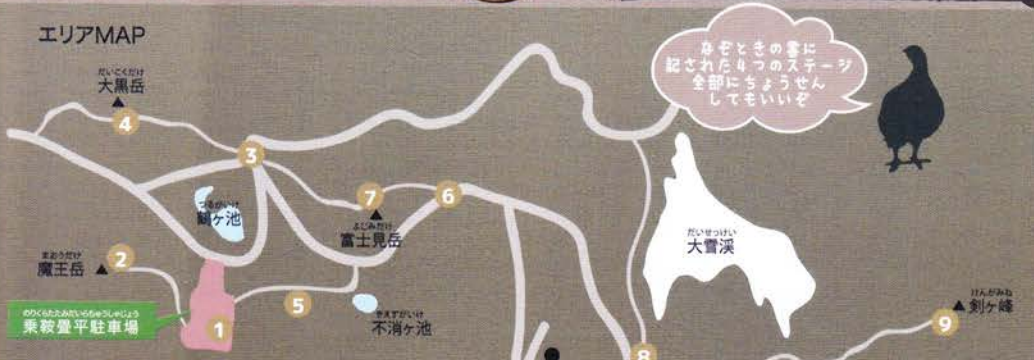 エリアMAP
なぞときの書に
記された4つのステージ
全部にちょうせん
してもいいぞ
だいこくだけ
大黒岳
4
3
つるがいけ
鶴ヶ池
7
6
ふじみだけ
富士見岳
だいせっけい
大雪渓
まおうだけ
魔王岳
2
のりくらたたみだいらちゅうしゃじょう
乗鞍畳平駐車場
1
5
きえずがいけ
不消ヶ池
けんがみね
剣ヶ峰
9
8